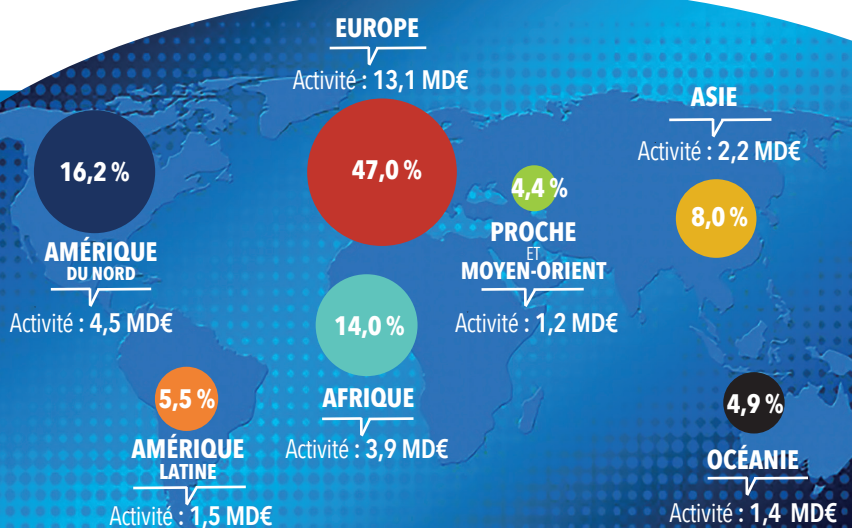 EUROPE
Activité : 13,1 MD€
47,0 %
ASIE
Activité : 2,2 MD€
8,0 %
16,2 %
AMÉRIQUE
DU NORD
Activité : 4,5 MD€
4,4 %
PROCHE
ET
MOYEN-ORIENT
Activité : 1,2 MD€
14,0 %
AFRIQUE
Activité : 3,9 MD€
5,5 %
AMÉRIQUE
LATINE
Activité : 1,5 MD€
4,9 %
OCÉANIE
Activité : 1,4 MD€